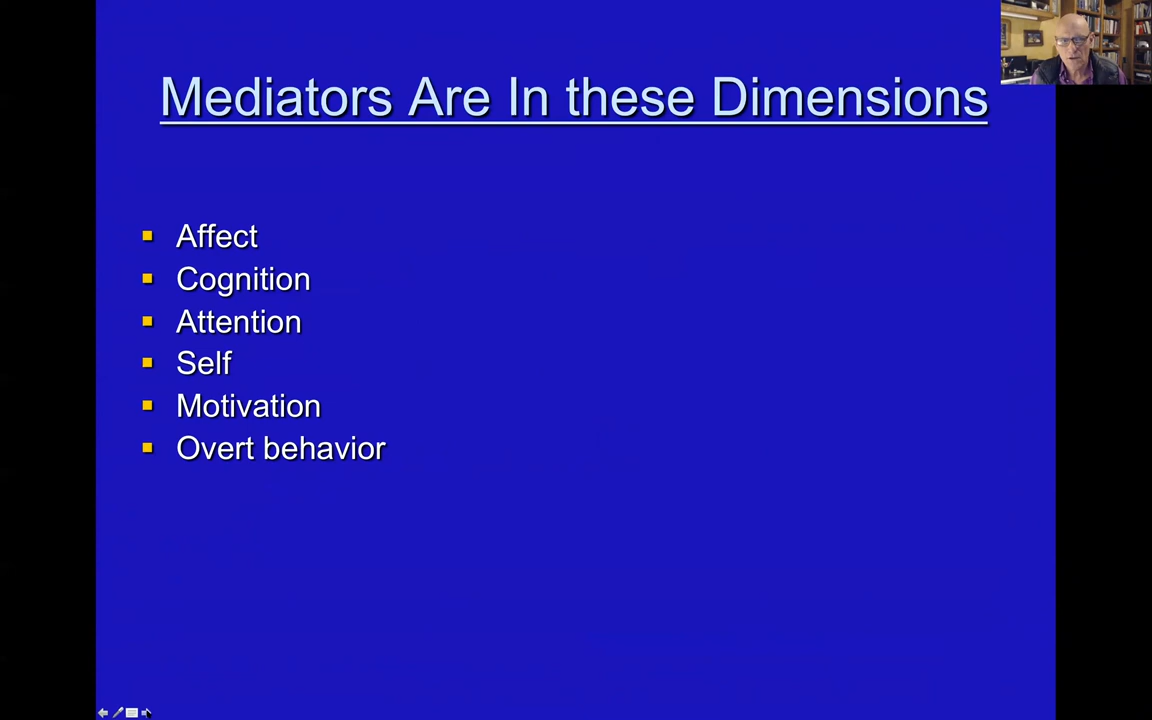 Mediators Are In these Dimensions
Affect
Cognition
Attention
Self
Motivation
Overt behavior